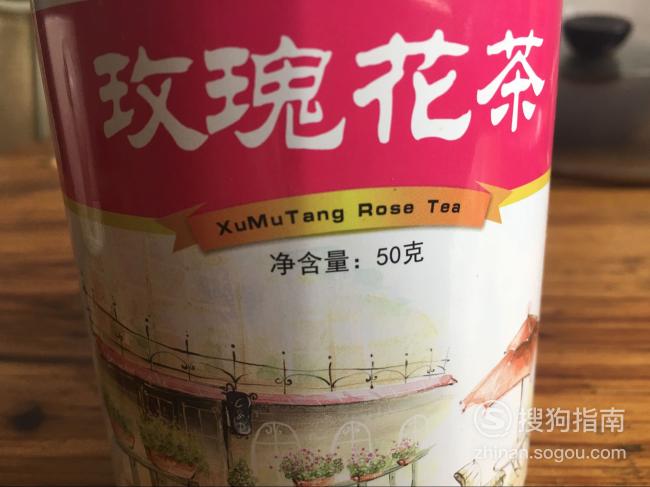 玫瑰花茶
XuMuTang Rose Tea
净含量：50克
搜狗指南
zhinan.sogou.com